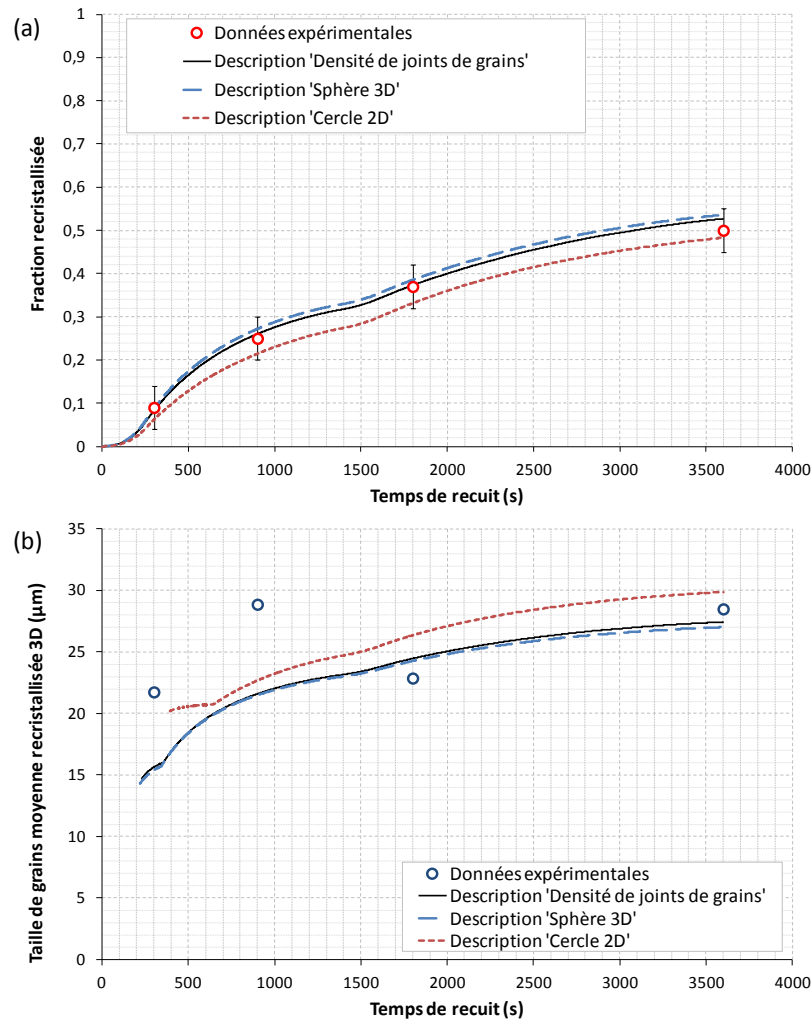 (a)
Données expérimentales
Description 'Densité de joints de grains'
Description 'Sphère 3D'
Description 'Cercle 2D'
Fraction recristallisée
1
0,9
0,8
0,7
0,6
0,5
0,4
0,3
0,2
0,1
0
0 500 1000 1500 2000 2500 3000 3500 4000
Temps de recuit (s)
(b)
Taille de grains moyenne recristallisée 3D (µm)
35
30
25
20
15
10
5
0
Données expérimentales
Description 'Densité de joints de grains'
Description 'Sphère 3D'
Description 'Cercle 2D'
0 500 1000 1500 2000 2500 3000 3500 4000
Temps de recuit (s)